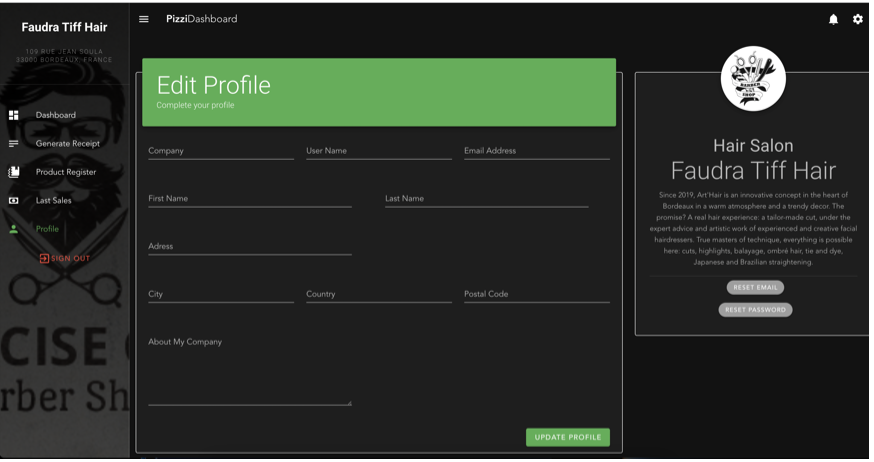 Faudra Tiff Hair
109 RUE JEAN SOULA
33000 BORDEAUX, FRANCE
Dashboard
Generate Receipt
Product Register
Last Sales
Profile
SIGN OUT
CISE
rber Sh
PizziDashboard
Edit Profile
Complete your profile
Company
User Name
Email Address
First Name
Last Name
Adress
City
Country
Postal Code
About My Company
UPDATE PROFILE
BARBER
SHOP
Hair Salon
Faudra Tiff Hair
Since 2019, Art'Hair is an innovative concept in the heart of
Bordeaux in a warm atmosphere and a trendy decor. The
promise? A real hair experience: a tailor-made cut, under the
expert advice and artistic work of experienced and creative facial
hairdressers. True masters of technique, everything is possible
here: cuts, highlights, balayage, ombré hair, tie and dye,
Japanese and Brazilian straightening.
RESET EMAIL
RESET PASSWORD